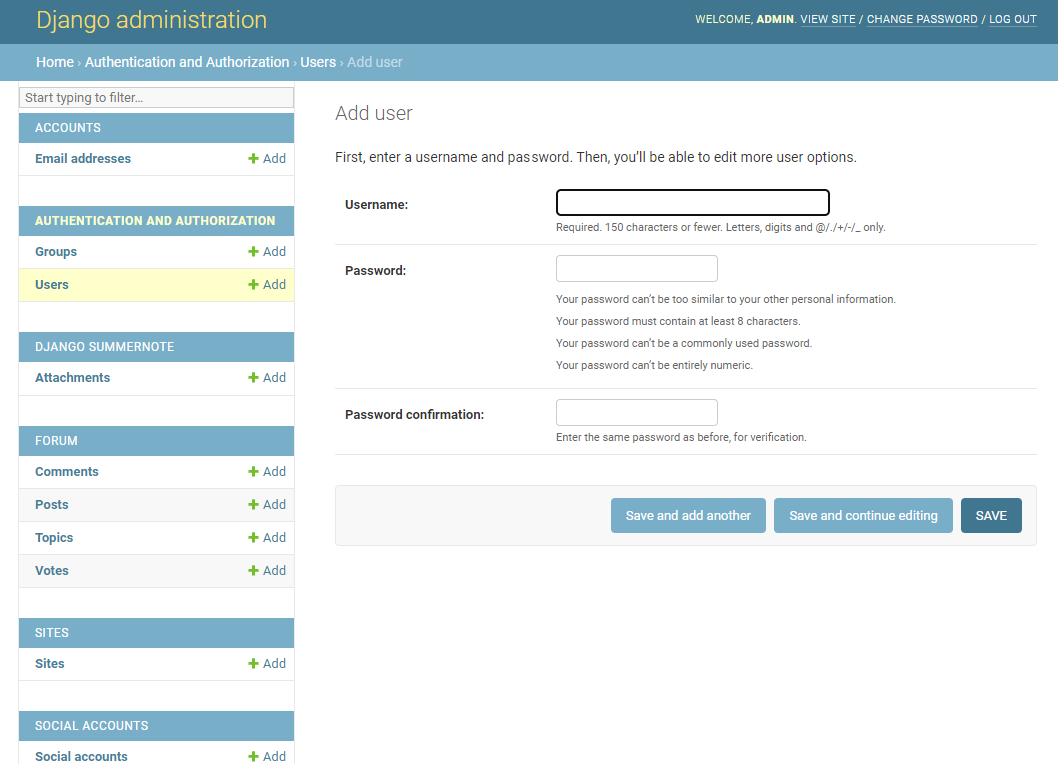 Django administration
WELCOME, ADMIN. VIEW SITE / CHANGE PASSWORD / LOG OUT
Home › Authentication and Authorization › Users › Add user
Start typing to filter...
ACCOUNTS
Email addresses + Add
AUTHENTICATION AND AUTHORIZATION
Groups + Add
Users + Add
DJANGO SUMMERNOTE
Attachments + Add
FORUM
Comments + Add
Posts + Add
Topics + Add
Votes + Add
SITES
Sites + Add
SOCIAL ACCOUNTS
Social accounts + Add
Add user
First, enter a username and password. Then, you’ll be able to edit more user options.
Username:
Required. 150 characters or fewer. Letters, digits and @/./+/-/_ only.
Password:
Your password can’t be too similar to your other personal information.
Your password must contain at least 8 characters.
Your password can’t be a commonly used password.
Your password can’t be entirely numeric.
Password confirmation:
Enter the same password as before, for verification.
Save and add another
Save and continue editing
SAVE